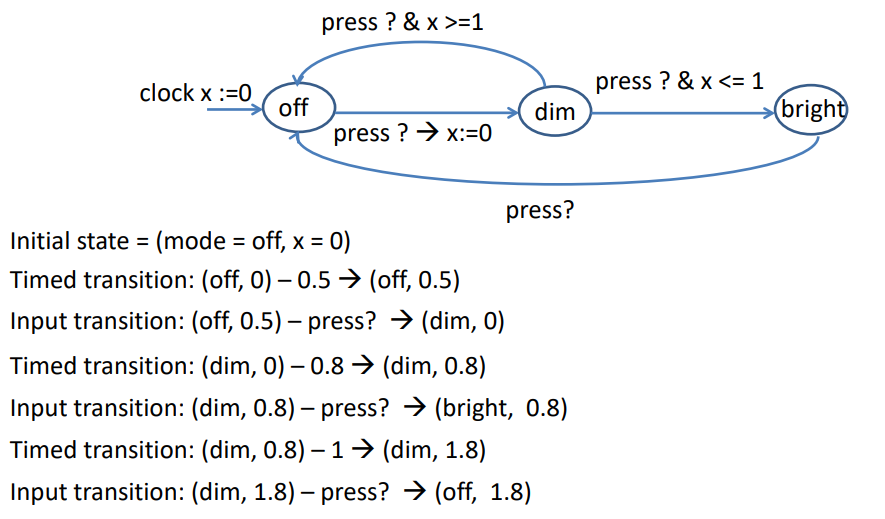 press ? & x >=1
clock x :=0
off
press ? → x:=0
dim
press ? & x <= 1
bright
press?
Initial state = (mode = off, x = 0)
Timed transition: (off, 0) – 0.5 → (off, 0.5)
Input transition: (off, 0.5) – press? → (dim, 0)
Timed transition: (dim, 0) – 0.8 → (dim, 0.8)
Input transition: (dim, 0.8) – press? → (bright, 0.8)
Timed transition: (dim, 0.8) – 1 → (dim, 1.8)
Input transition: (dim, 1.8) – press? → (off, 1.8)